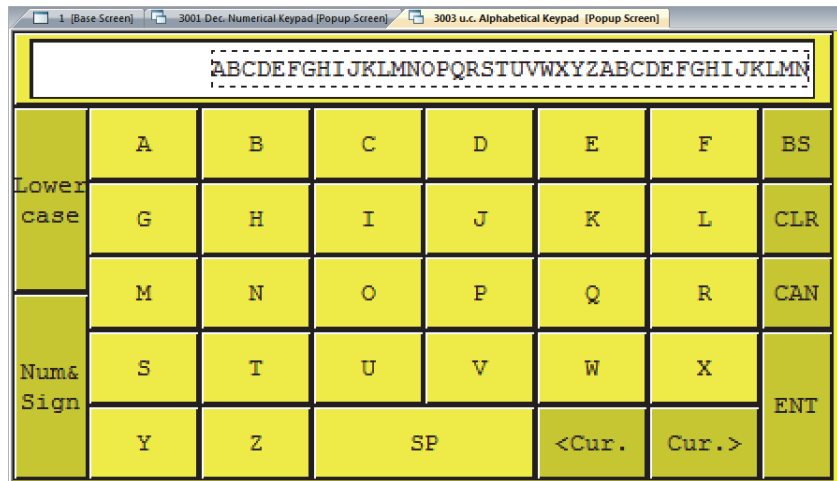 1 [Base Screen] 3001 Dec. Numerical Keypad [Popup Screen] 3003 u.c. Alphabetical Keypad [Popup Screen]
ABCDEFGHIJKLMNOPQRSTUVWXYZABCDEFGHIJKLMN
A B C D E F BS
Lower
case
G H I J K L CLR
M N O P Q R CAN
Num&
Sign
S T U V W X
ENT
Y Z SP <Cur. Cur.>